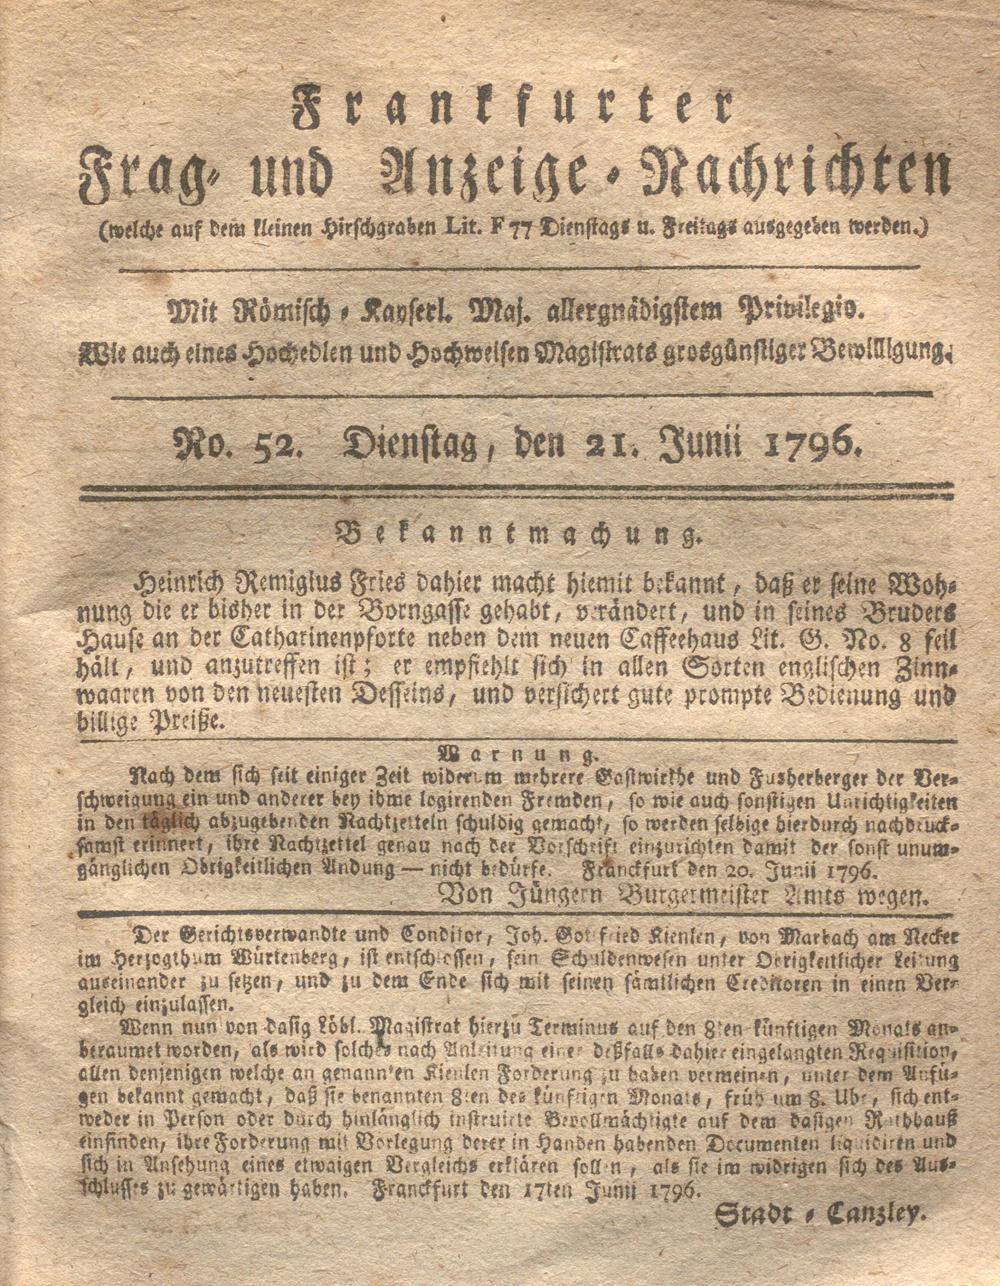 Frankfurter
Frag- und Anzeige-Nachrichten
(welche auf dem kleinen Hirschgraben Lit. F 77 Dienstags u. Freitags ausgegeben werden.)
Mit Römisch-Kayserl. Maj. allergnädigstem Privilegio.
Wie auch eines Hochedlen und Hochweisen Magistrats grosgünstiger Bewilligung.
No. 52. Dienstag, den 21. Junii 1796.
Bekanntmachung.
Heinrich Remigius Fries dahier macht hiemit bekannt, daß er seine Woh-
nung die er bisher in der Borngasse gehabt, verändert, und in seines Bruders
Hause an der Catharinenpforte neben dem neuen Caffeehaus Lit. G. No. 8 feil
hält, und anzutreffen ist; er empfiehlt sich in allen Sorten englischen Zinn-
waaren von den neuesten Desseins, und versichert gute prompte Bedienung und
billige Preiße.
Warnung.
Nach dem sich seit einiger Zeit widerum mehrere Gastwirthe und Fusherberger der Ver-
schweigung ein und anderer bey ihme logirenden Fremden, so wie auch sonstigen Unrichtigkeiten
in den täglich abzugebenden Nachtzetteln schuldig gemacht, so werden selbige hierdurch nachdruck-
samst erinnert, ihre Nachtzettel genau nach der Vorschrift einzurichten damit der sonst unum-
gänglichen Obrigkeitlichen Andung — nicht bedürfe. Franckfurt den 20. Junii 1796.
Von Jüngern Burgermeister Amts wegen.
Der Gerichtsverwandte und Conditor, Joh. Gottfried Kienlen, von Marbach am Necker
im Herzogthum Würtenberg, ist entschlossen, sein Schuldenwesen unter Obrigkeitlicher Leitung
auseinander zu setzen, und zu dem Ende sich mit seinen sämtlichen Creditoren in einen Ver-
gleich einzulassen.
Wenn nun von dasig Löbl. Magistrat hierzu Terminus auf den 8ten künftigen Monats an-
beraumet worden, als wird solches nach Anleitung einer deßfalls dahier eingelangten Requisition,
allen denjenigen welche an genannten Kienlen Forderung zu haben vermeinen, unter dem Anfü-
gen bekannt gemacht, daß sie benannten 8ten des künftigen Monats, früh um 8. Uhr, sich ent-
weder in Person oder durch hinlänglich instruirte Bevollmächtigte auf dem dasigen Rathhauß
einfinden, ihre Forderung mit Vorlegung derer in Handen habenden Documenten liquidiren und
sich in Ansehung eines etwaigen Vergleichs erklären sollen, als sie im widrigen sich des Aus-
schlusses zu gewärtigen haben. Franckfurt den 17ten Junii 1796.
Stadt-Canzley.